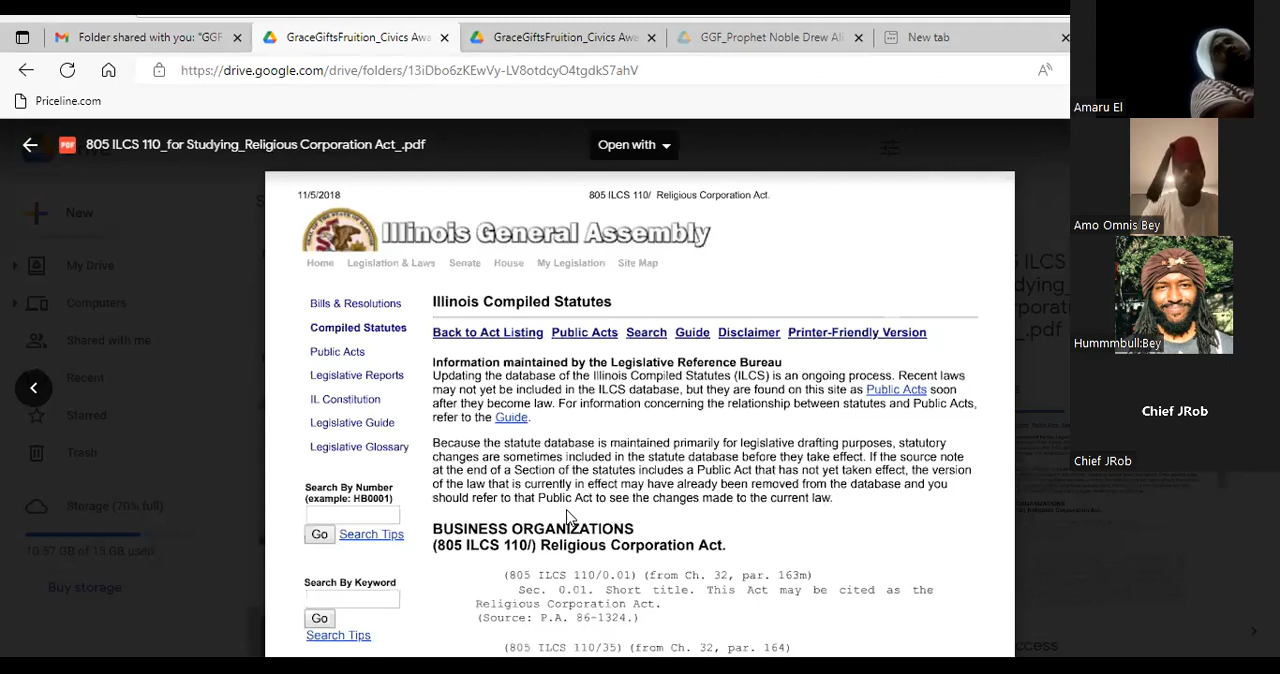 Folder shared with you: "GGF
GraceGiftsFruition_Civics Awa
GraceGiftsFruition_Civics Awa
GGF_Prophet Noble Drew Ali
New tab
https://drive.google.com/drive/folders/13iDbo6zKEwVy-LV8otdcyO4tgdkS7ahV
Priceline.com
805 ILCS 110_for Studying_Religious Corporation Act_.pdf
Open with
New
My Drive
Computers
Shared with me
Recent
Starred
Trash
Storage (70% full)
10.57 GB of 15 GB used
Buy storage
11/5/2018
805 ILCS 110/ Religious Corporation Act.
Illinois General Assembly
Home Legislation & Laws Senate House My Legislation Site Map
Bills & Resolutions
Compiled Statutes
Public Acts
Legislative Reports
IL Constitution
Legislative Guide
Legislative Glossary
Search By Number
(example: HB0001)
Go Search Tips
Search By Keyword
Go
Search Tips
Illinois Compiled Statutes
Back to Act Listing Public Acts Search Guide Disclaimer Printer-Friendly Version
Information maintained by the Legislative Reference Bureau
Updating the database of the Illinois Compiled Statutes (ILCS) is an ongoing process. Recent laws
may not yet be included in the ILCS database, but they are found on this site as Public Acts soon
after they become law. For information concerning the relationship between statutes and Public Acts,
refer to the Guide.
Because the statute database is maintained primarily for legislative drafting purposes, statutory
changes are sometimes included in the statute database before they take effect. If the source note
at the end of a Section of the statutes includes a Public Act that has not yet taken effect, the version
of the law that is currently in effect may have already been removed from the database and you
should refer to that Public Act to see the changes made to the current law.
BUSINESS ORGANIZATIONS
(805 ILCS 110/) Religious Corporation Act.
(805 ILCS 110/0.01) (from Ch. 32, par. 163m)
Sec. 0.01. Short title. This Act may be cited as the
Religious Corporation Act.
(Source: P.A. 86-1324.)
(805 ILCS 110/35) (from Ch. 32, par. 164)
Amaru El
Amo Omnis Bey
Hummmbull:Bey
Chief JRob
Chief JRob